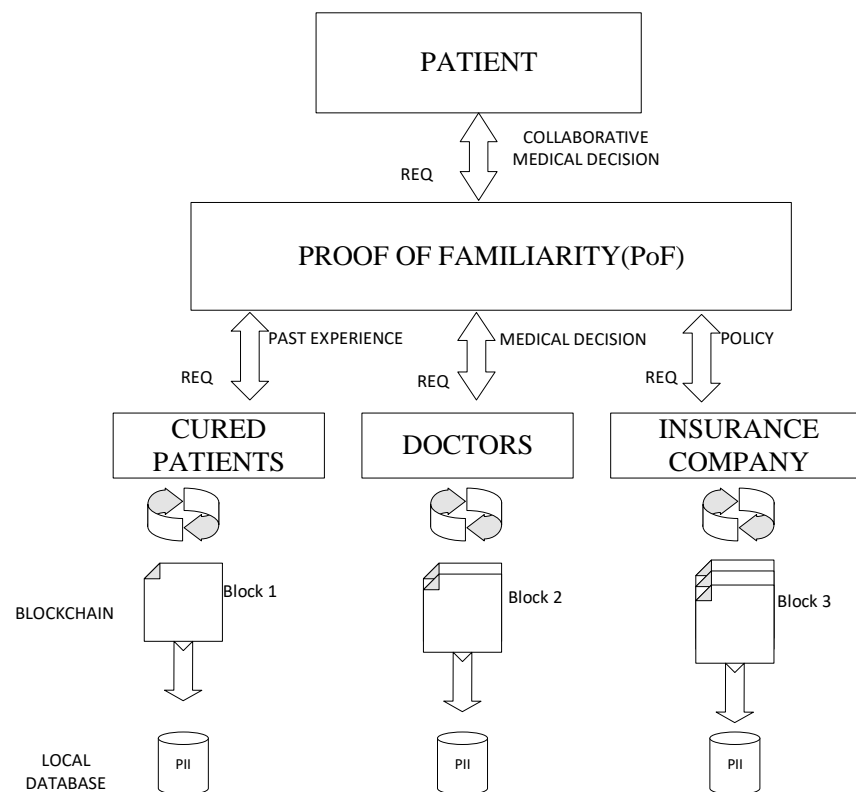 PATIENT
COLLABORATIVE
MEDICAL DECISION
REQ
PROOF OF FAMILIARITY(PoF)
PAST EXPERIENCE
MEDICAL DECISION
POLICY
REQ
REQ
REQ
CURED
PATIENTS
DOCTORS
INSURANCE
COMPANY
BLOCKCHAIN
Block 1
Block 2
Block 3
LOCAL
DATABASE
PII
PII
PII